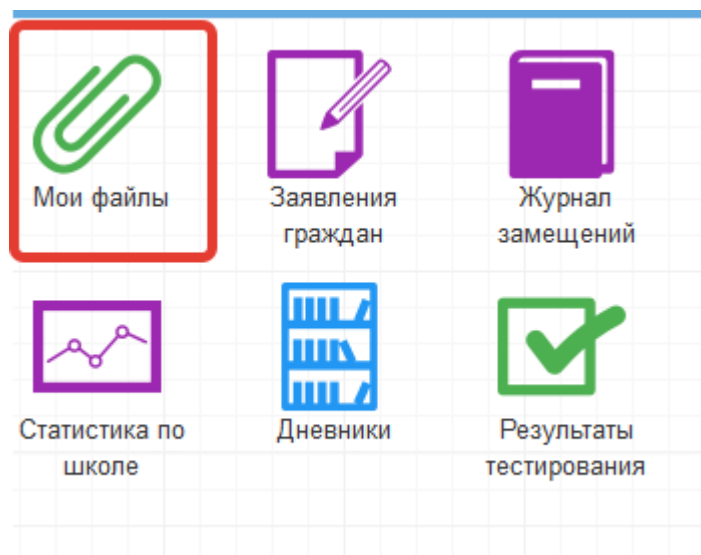 Мои файлы
Заявления
граждан
Журнал
замещений
Статистика по
школе
Дневники
Результаты
тестирования